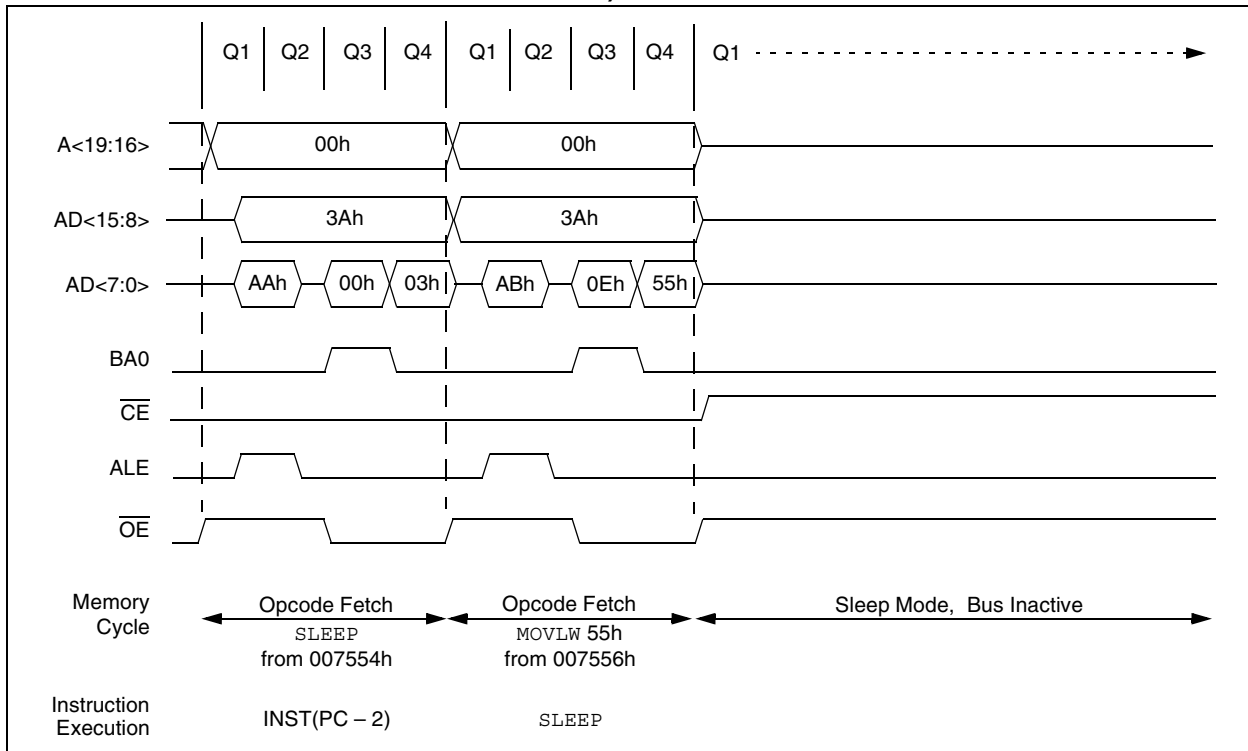 Q1 Q2 Q3 Q4 Q1 Q2 Q3 Q4 Q1
A<19:16> 00h 00h
AD<15:8> 3Ah 3Ah
AD<7:0> AAh 00h 03h ABh 0Eh 55h
BA0
CE
ALE
OE
Memory Cycle
Opcode Fetch
SLEEP
from 007554h
Opcode Fetch
MOVLW 55h
from 007556h
Sleep Mode, Bus Inactive
Instruction Execution
INST(PC – 2)
SLEEP